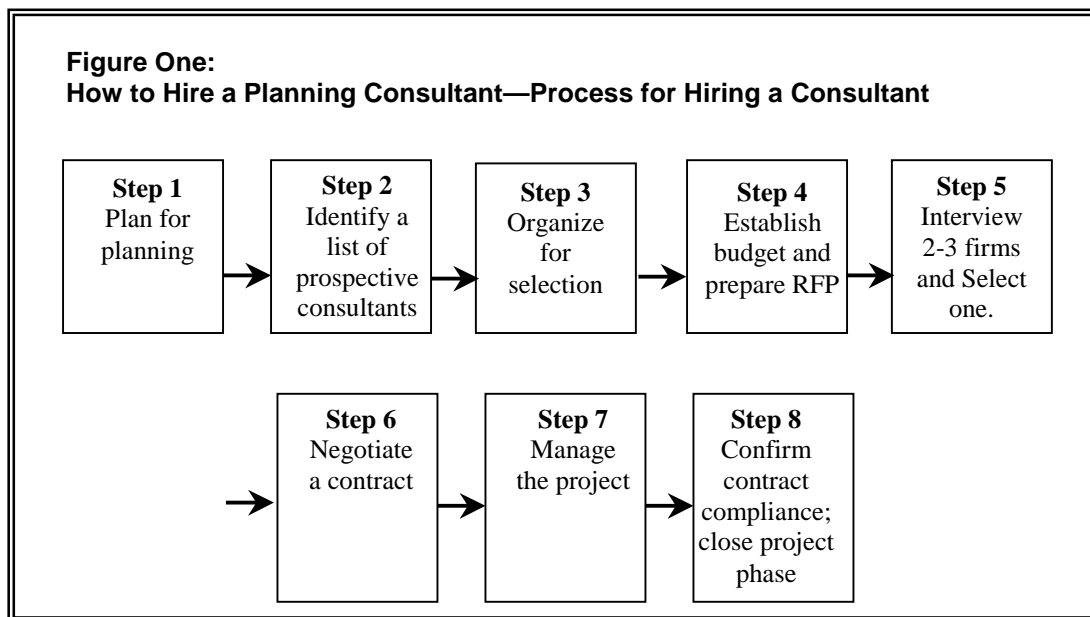 Figure One:
How to Hire a Planning Consultant—Process for Hiring a Consultant
Step 1
Plan for
planning
Step 2
Identify a
list of
prospective
consultants
Step 3
Organize
for
selection
Step 4
Establish
budget and
prepare RFP
Step 5
Interview
2-3 firms
and Select
one.
Step 6
Negotiate
a contract
Step 7
Manage
the project
Step 8
Confirm
contract
compliance;
close project
phase